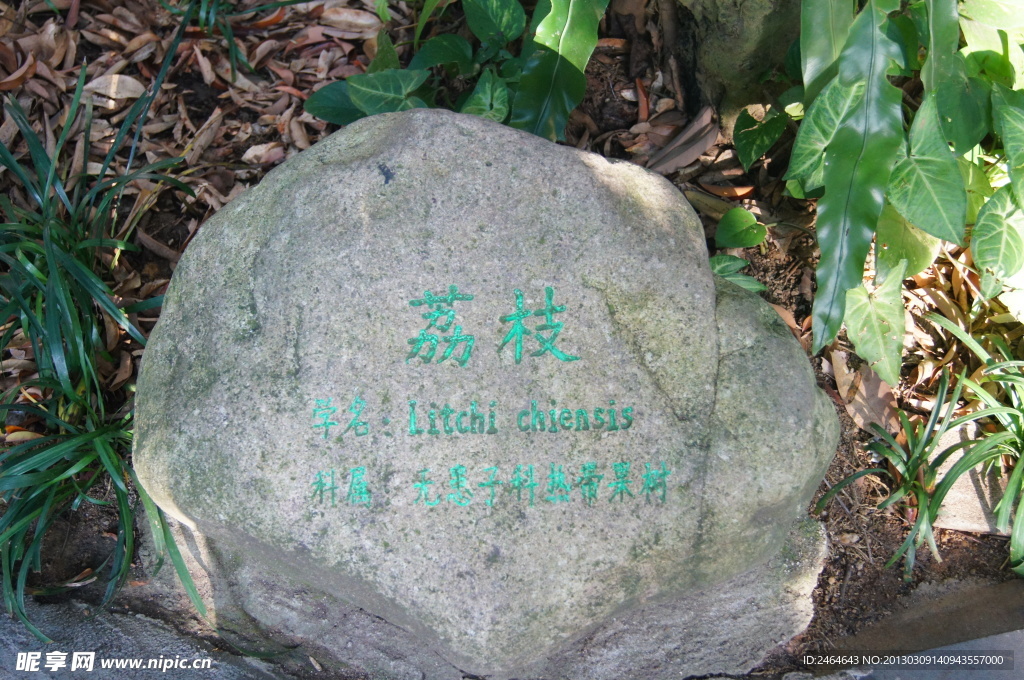 荔枝
学名: Litchi chiensis
科属: 无患子科热带果树
昵享网 www.nipic.cn
ID:2464643 NO:20130309140943557000